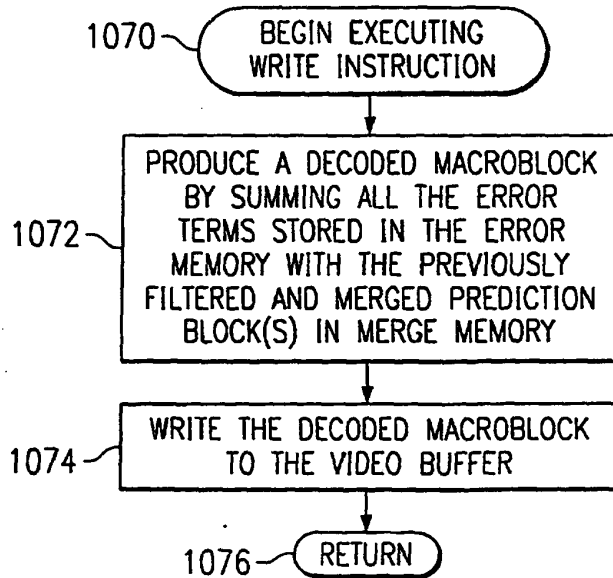 1070
BEGIN EXECUTING
WRITE INSTRUCTION
1072
PRODUCE A DECODED MACROBLOCK
BY SUMMING ALL THE ERROR
TERMS STORED IN THE ERROR
MEMORY WITH THE PREVIOUSLY
FILTERED AND MERGED PREDICTION
BLOCK(S) IN MERGE MEMORY
1074
WRITE THE DECODED MACROBLOCK
TO THE VIDEO BUFFER
1076
RETURN